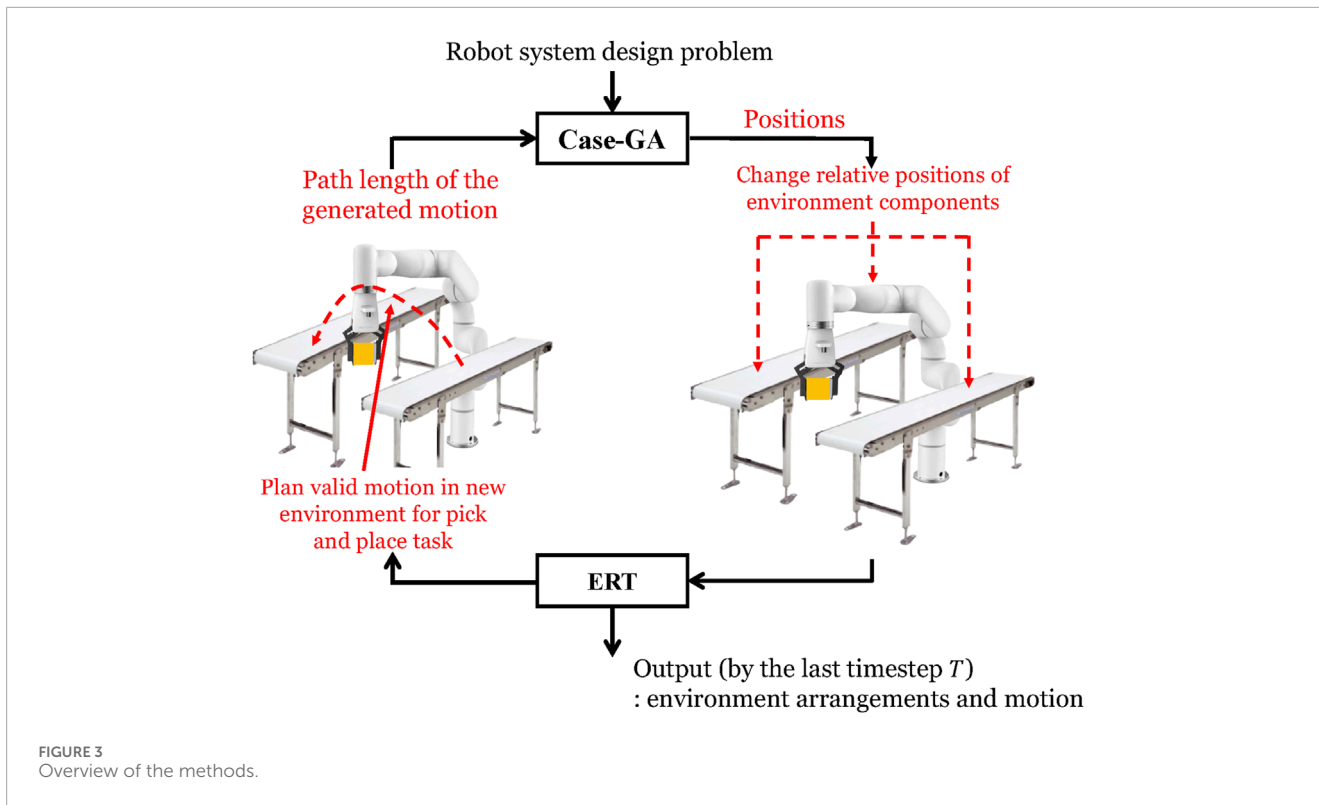 Robot system design problem
Case-GA
Positions
Path length of the
generated motion
Change relative positions of
environment components
Plan valid motion in new
environment for pick
and place task
ERT
Output (by the last timestep T)
: environment arrangements and motion
FIGURE 3
Overview of the methods.